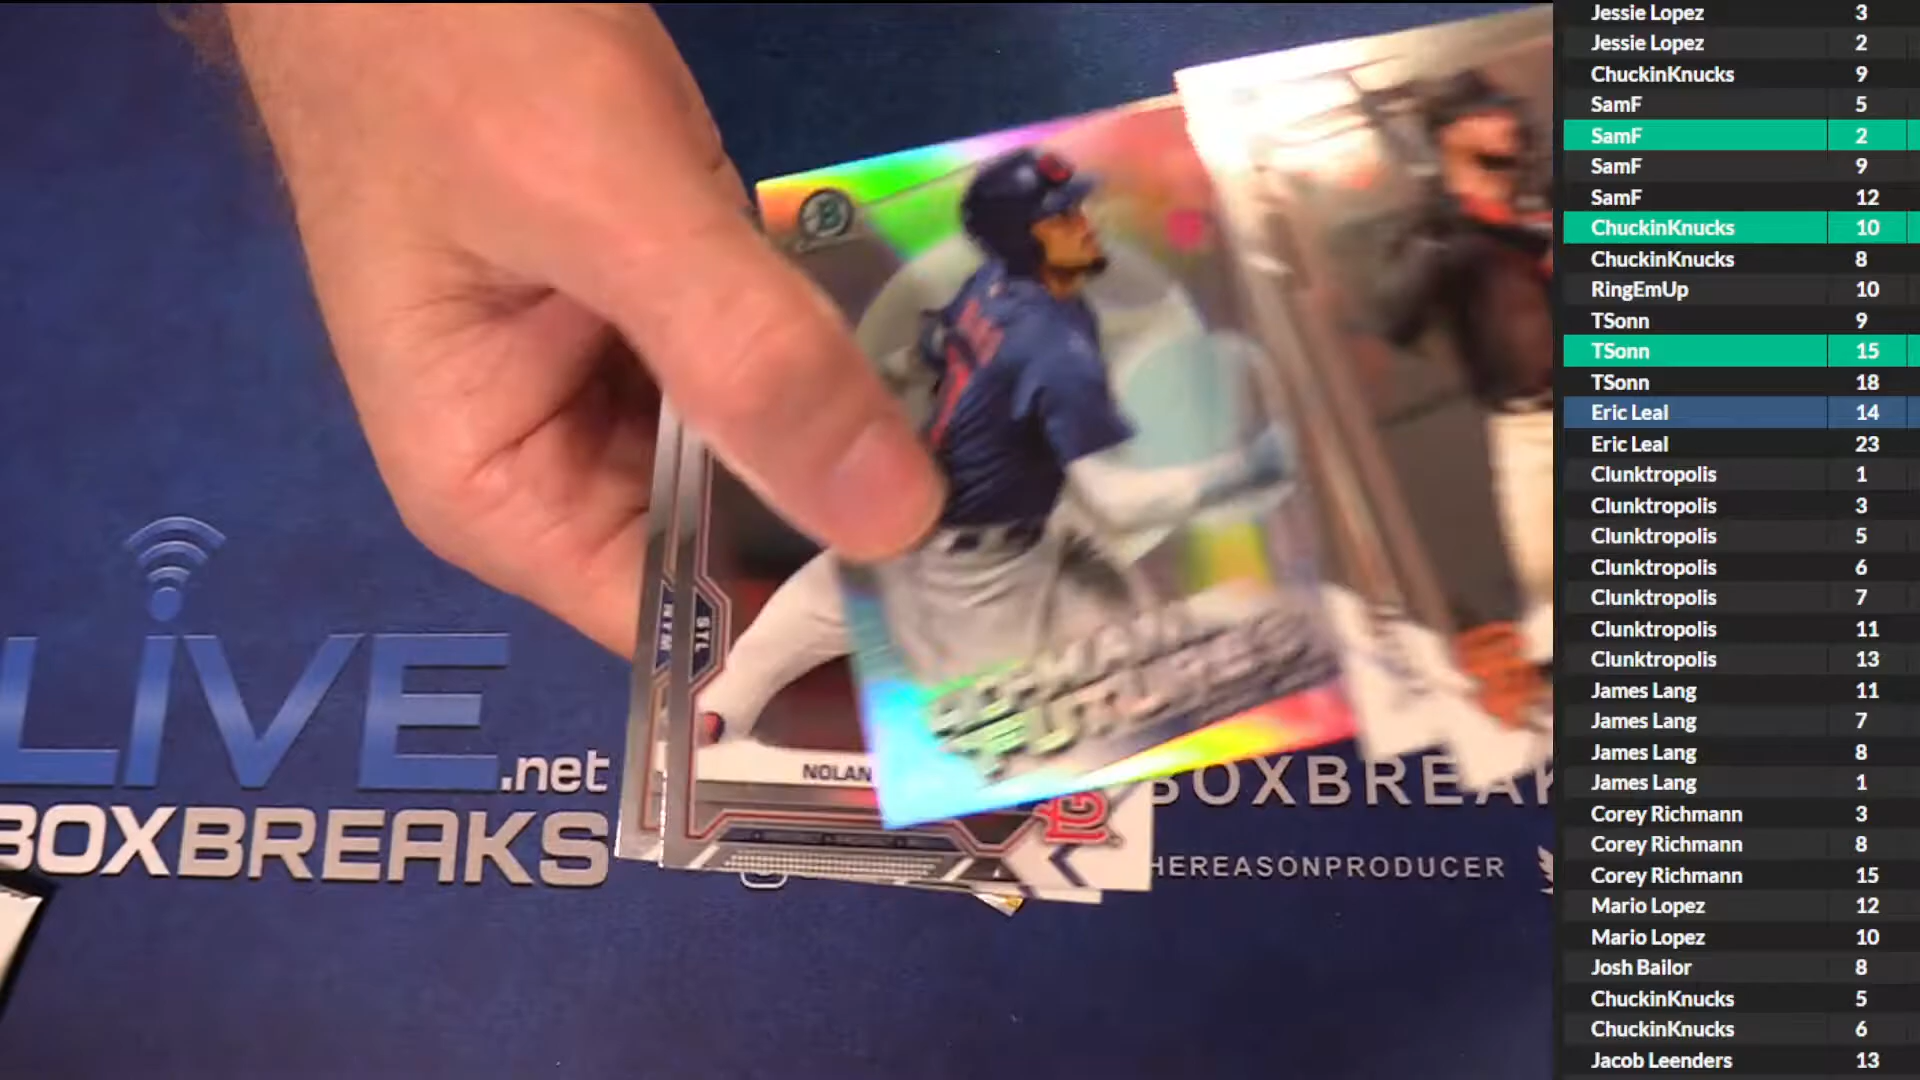 LIVE.net
BOXBREAKS
BOXBREAK
HEREASONPRODUCER
B
STL
NYM
NOLAN
BOWMAN
FUTURES
Jessie Lopez 3
Jessie Lopez 2
ChuckinKnucks 9
SamF 5
SamF 2
SamF 9
SamF 12
ChuckinKnucks 10
ChuckinKnucks 8
RingEmUp 10
TSonn 9
TSonn 15
TSonn 18
Eric Leal 14
Eric Leal 23
Clunktropolis 1
Clunktropolis 3
Clunktropolis 5
Clunktropolis 6
Clunktropolis 7
Clunktropolis 11
Clunktropolis 13
James Lang 11
James Lang 7
James Lang 8
James Lang 1
Corey Richmann 3
Corey Richmann 8
Corey Richmann 15
Mario Lopez 12
Mario Lopez 10
Josh Bailor 8
ChuckinKnucks 5
ChuckinKnucks 6
Jacob Leenders 13